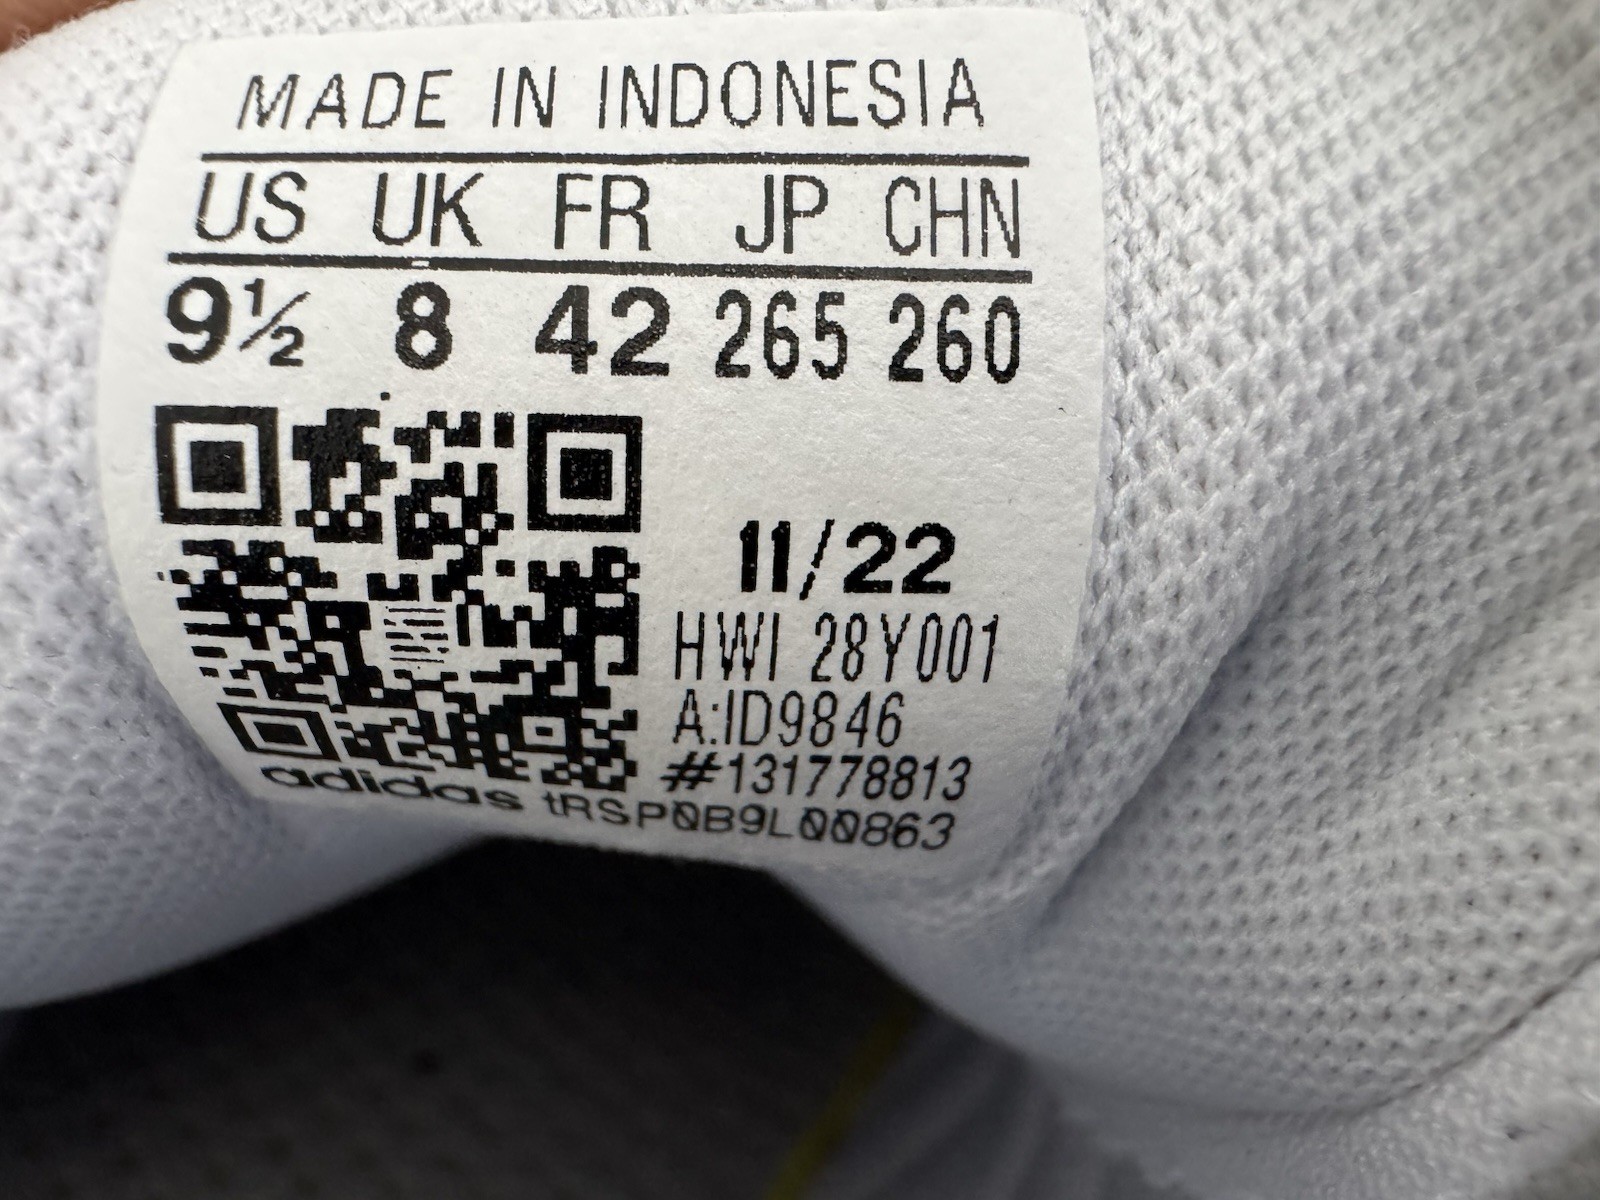 MADE IN INDONESIA
US UK FR JP CHN
9½ 8 42 265 260
11/22
HWI 28Y001
A:ID9846
#131778813
adidas tRSP0B9L00863